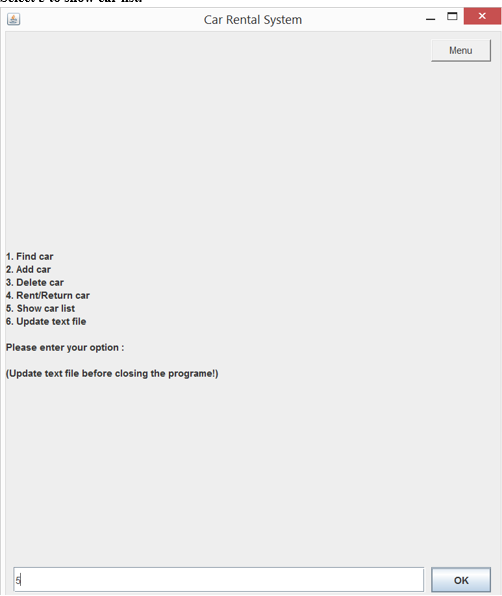 Select 5 to show car list.
Car Rental System
Menu
1. Find car
2. Add car
3. Delete car
4. Rent/Return car
5. Show car list
6. Update text file
Please enter your option :
(Update text file before closing the programe!)
5
OK